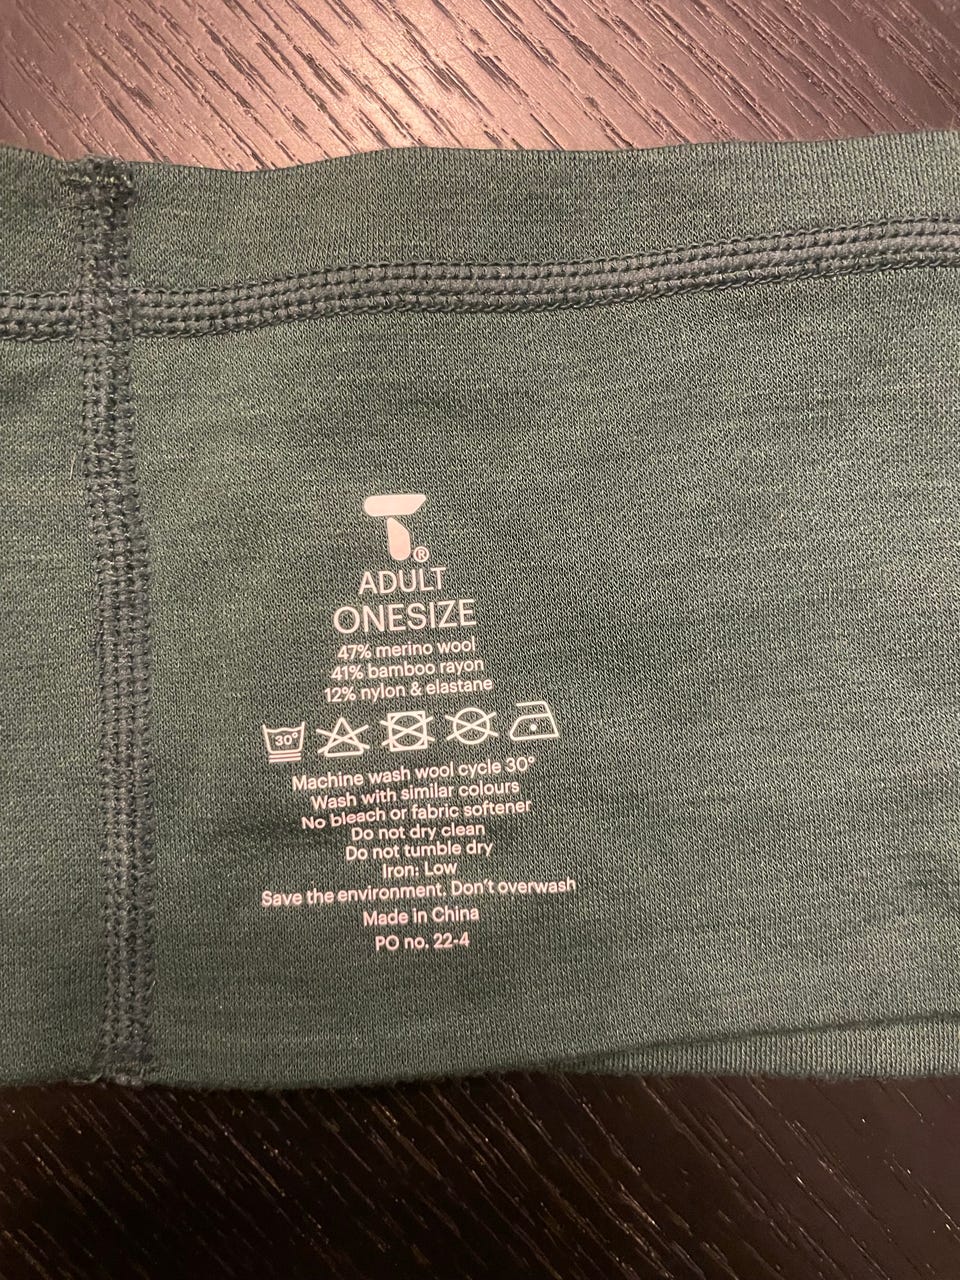 T®
ADULT
ONESIZE
47% merino wool
41% bamboo rayon
12% nylon & elastane
30°
Machine wash wool cycle 30°
Wash with similar colours
No bleach or fabric softener
Do not dry clean
Do not tumble dry
Iron: Low
Save the environment. Don't overwash
Made in China
PO no. 22-4